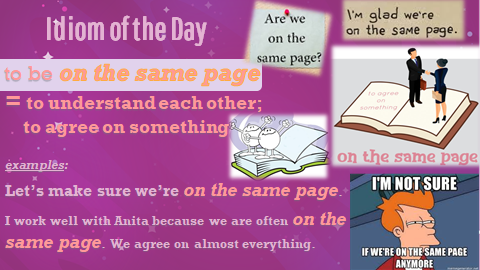 Idiom of the Day
to be on the same page
= to understand each other;
to agree on something
examples:
Let's make sure we're on the same page.
I work well with Anita because we are often on the
same page. We agree on almost everything.
Are we
on the
same page?
I'm glad we're
on the same page.
to agree
on
something
on the same page
I'M NOT SURE
IF WE'RE ON THE SAME PAGE
ANYMORE